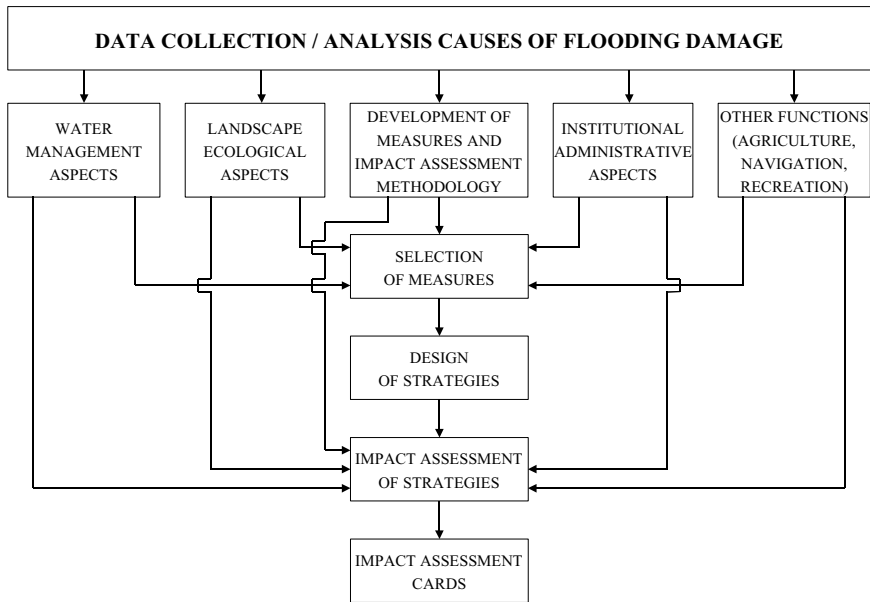 DATA COLLECTION / ANALYSIS CAUSES OF FLOODING DAMAGE
WATER
MANAGEMENT
ASPECTS
LANDSCAPE
ECOLOGICAL
ASPECTS
DEVELOPMENT OF
MEASURES AND
IMPACT ASSESSMENT
METHODOLOGY
INSTITUTIONAL
ADMINISTRATIVE
ASPECTS
OTHER FUNCTIONS
(AGRICULTURE,
NAVIGATION,
RECREATION)
SELECTION
OF MEASURES
DESIGN
OF STRATEGIES
IMPACT ASSESSMENT
OF STRATEGIES
IMPACT ASSESSMENT
CARDS